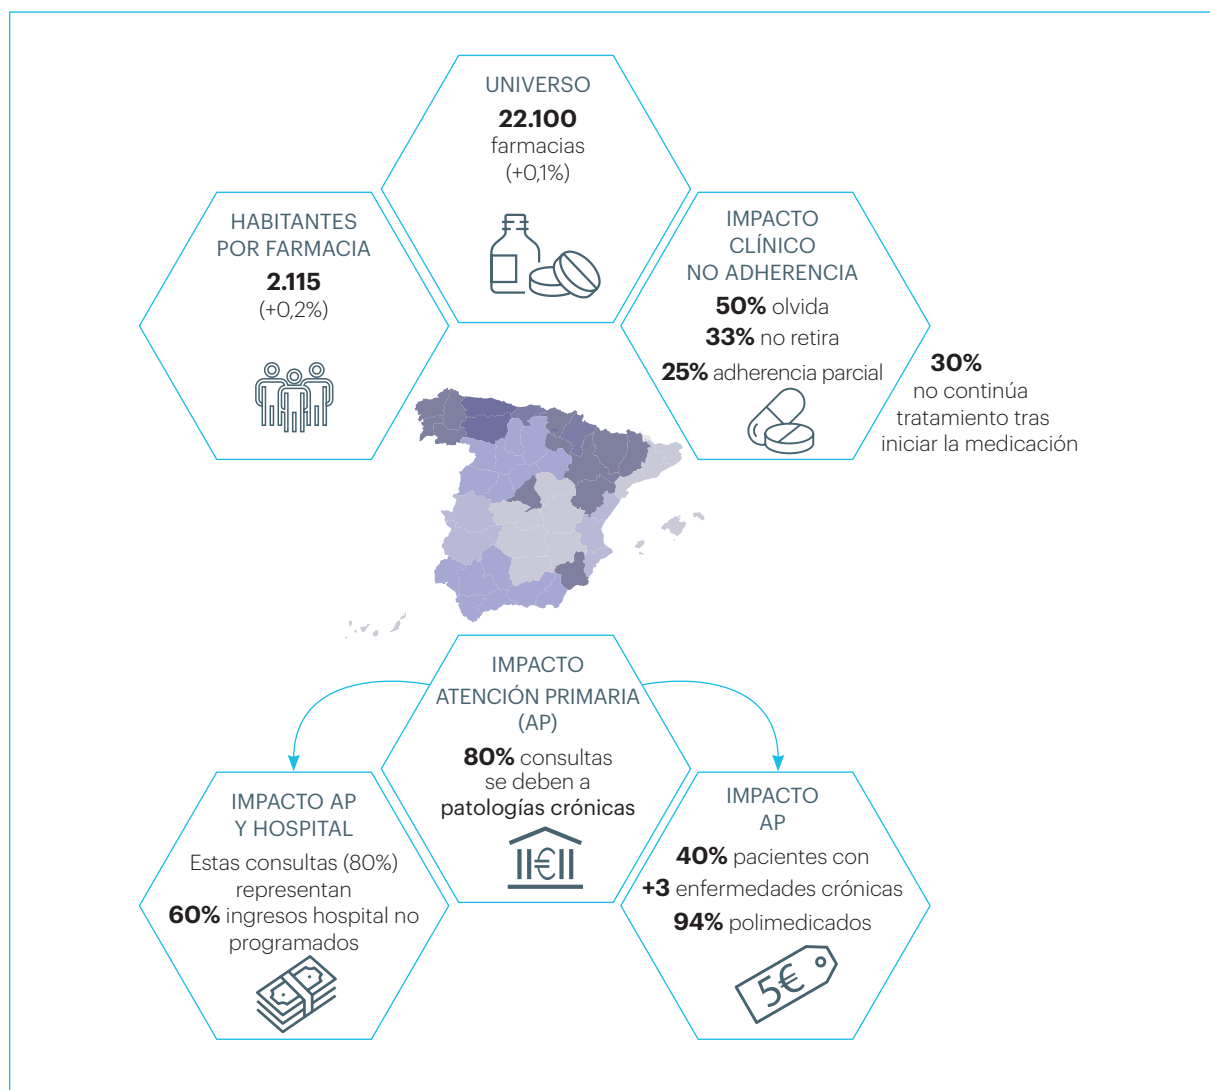 UNIVERSO
22.100
farmacias
(+0,1%)
HABITANTES
POR FARMACIA
2.115
(+0,2%)
IMPACTO
CLÍNICO
NO ADHERENCIA
50% olvida
33% no retira
25% adherencia parcial
30%
no continúa
tratamiento tras
iniciar la medicación
IMPACTO
ATENCIÓN PRIMARIA
(AP)
80% consultas
se deben a
patologías crónicas
€
IMPACTO AP
Y HOSPITAL
Estas consultas (80%)
representan
60% ingresos hospital no
programados
IMPACTO
AP
40% pacientes con
+3 enfermedades crónicas
94% polimedicados
5€